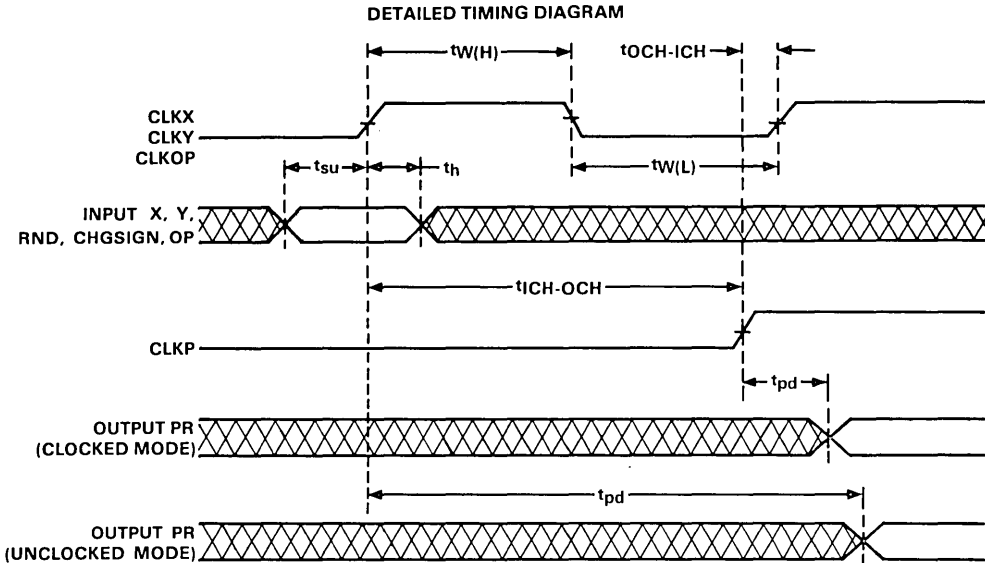 DETAILED TIMING DIAGRAM
tW(H)
tOCH-ICH
CLKX
CLKY
CLKOP
tsu
th
tW(L)
INPUT X, Y,
RND, CHGSIGN, OP
tICH-OCH
CLKP
tpd
OUTPUT PR
(CLOCKED MODE)
tpd
OUTPUT PR
(UNCLOCKED MODE)